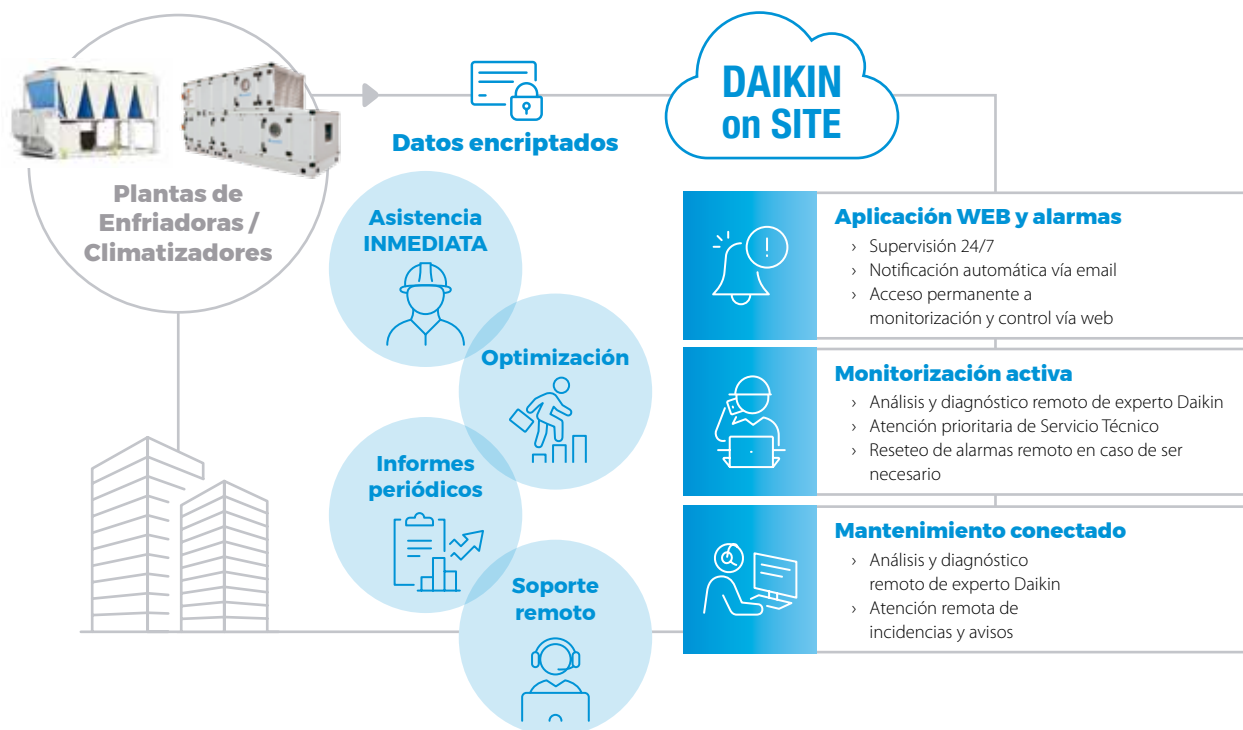 DAIKIN
on SITE
Datos encriptados
Plantas de
Enfriadoras /
Climatizadores
Asistencia
INMEDIATA
Optimización
Informes
periódicos
Soporte
remoto
Aplicación WEB y alarmas
› Supervisión 24/7
› Notificación automática vía email
› Acceso permanente a
monitorización y control vía web
Monitorización activa
› Análisis y diagnóstico remoto de experto Daikin
› Atención prioritaria de Servicio Técnico
› Reseteo de alarmas remoto en caso de ser
necesario
Mantenimiento conectado
› Análisis y diagnóstico
remoto de experto Daikin
› Atención remota de
incidencias y avisos